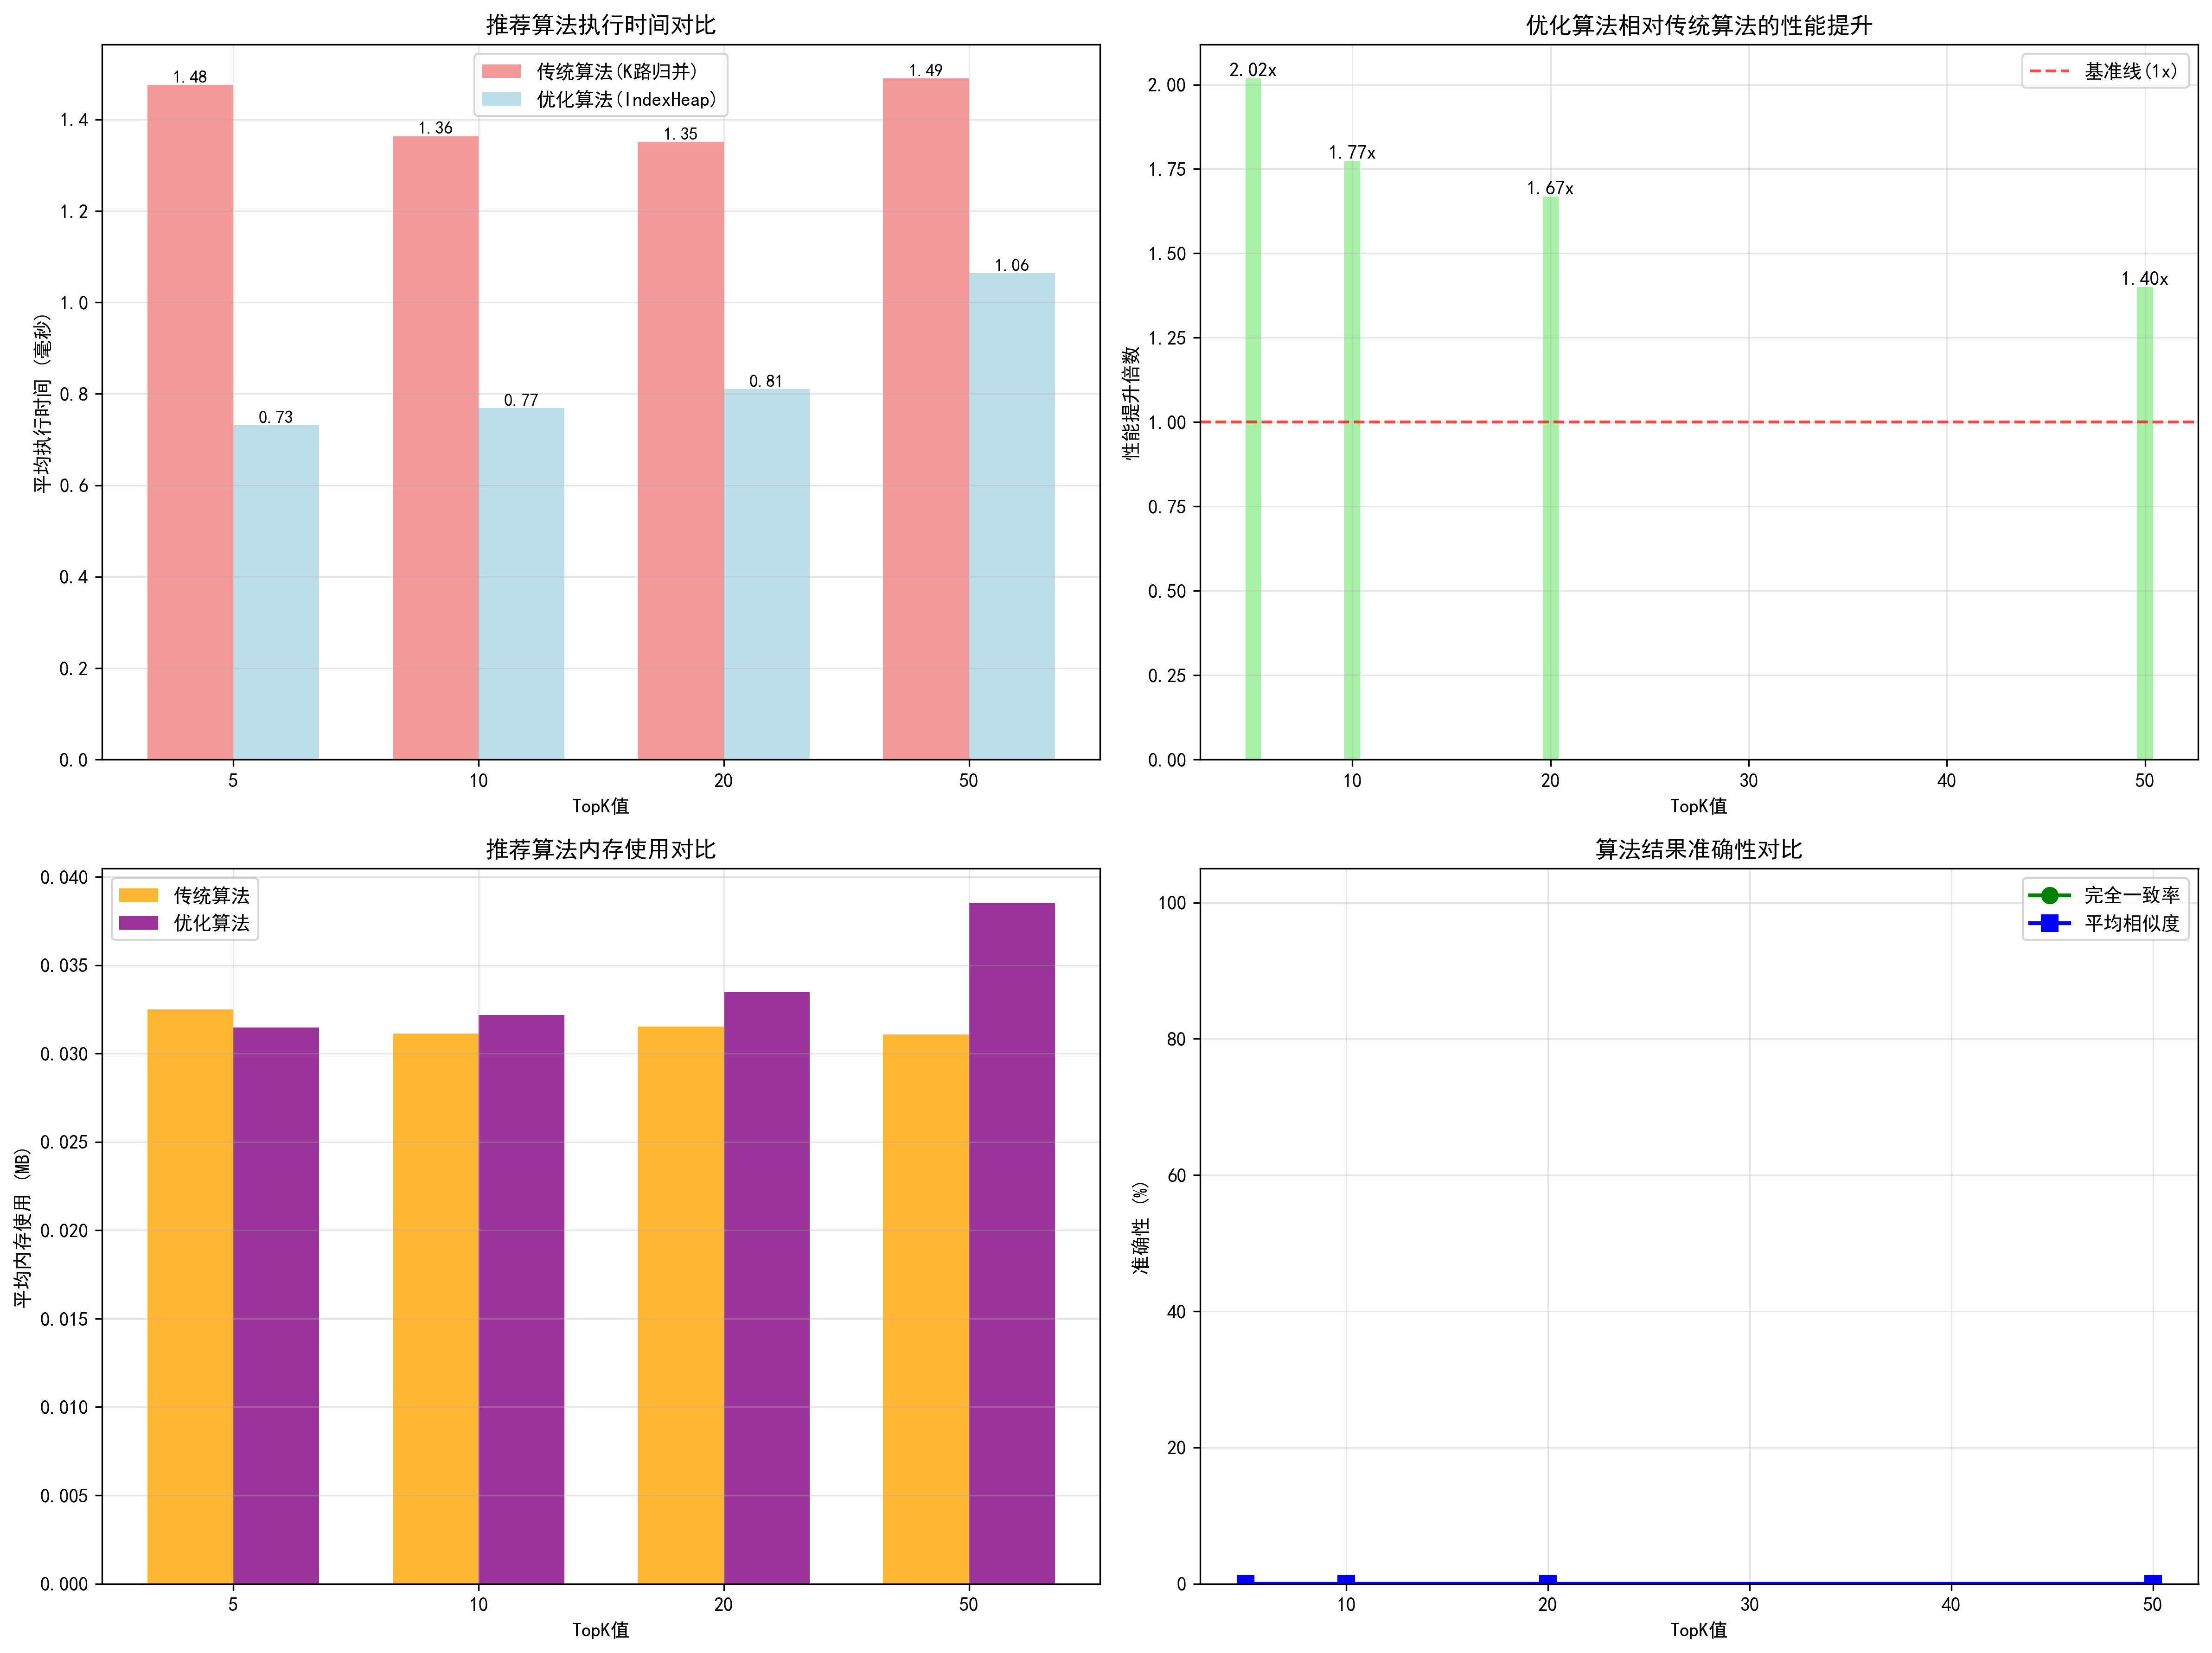 推荐算法执行时间对比
传统算法(K路归并)
优化算法(IndexHeap)
1.48
1.36
1.35
1.49
0.73
0.77
0.81
1.06
1.4
1.2
1.0
0.8
0.6
0.4
0.2
0.0
平均执行时间 (毫秒)
5
10
20
50
TopK值
优化算法相对传统算法的性能提升
基准线(1x)
2.02x
1.77x
1.67x
1.40x
2.00
1.75
1.50
1.25
1.00
0.75
0.50
0.25
0.00
性能提升倍数
10
20
30
40
50
TopK值
推荐算法内存使用对比
传统算法
优化算法
0.040
0.035
0.030
0.025
0.020
0.015
0.010
0.005
0.000
平均内存使用 (MB)
5
10
20
50
TopK值
算法结果准确性对比
完全一致率
平均相似度
100
80
60
40
20
0
准确性 (%)
10
20
30
40
50
TopK值